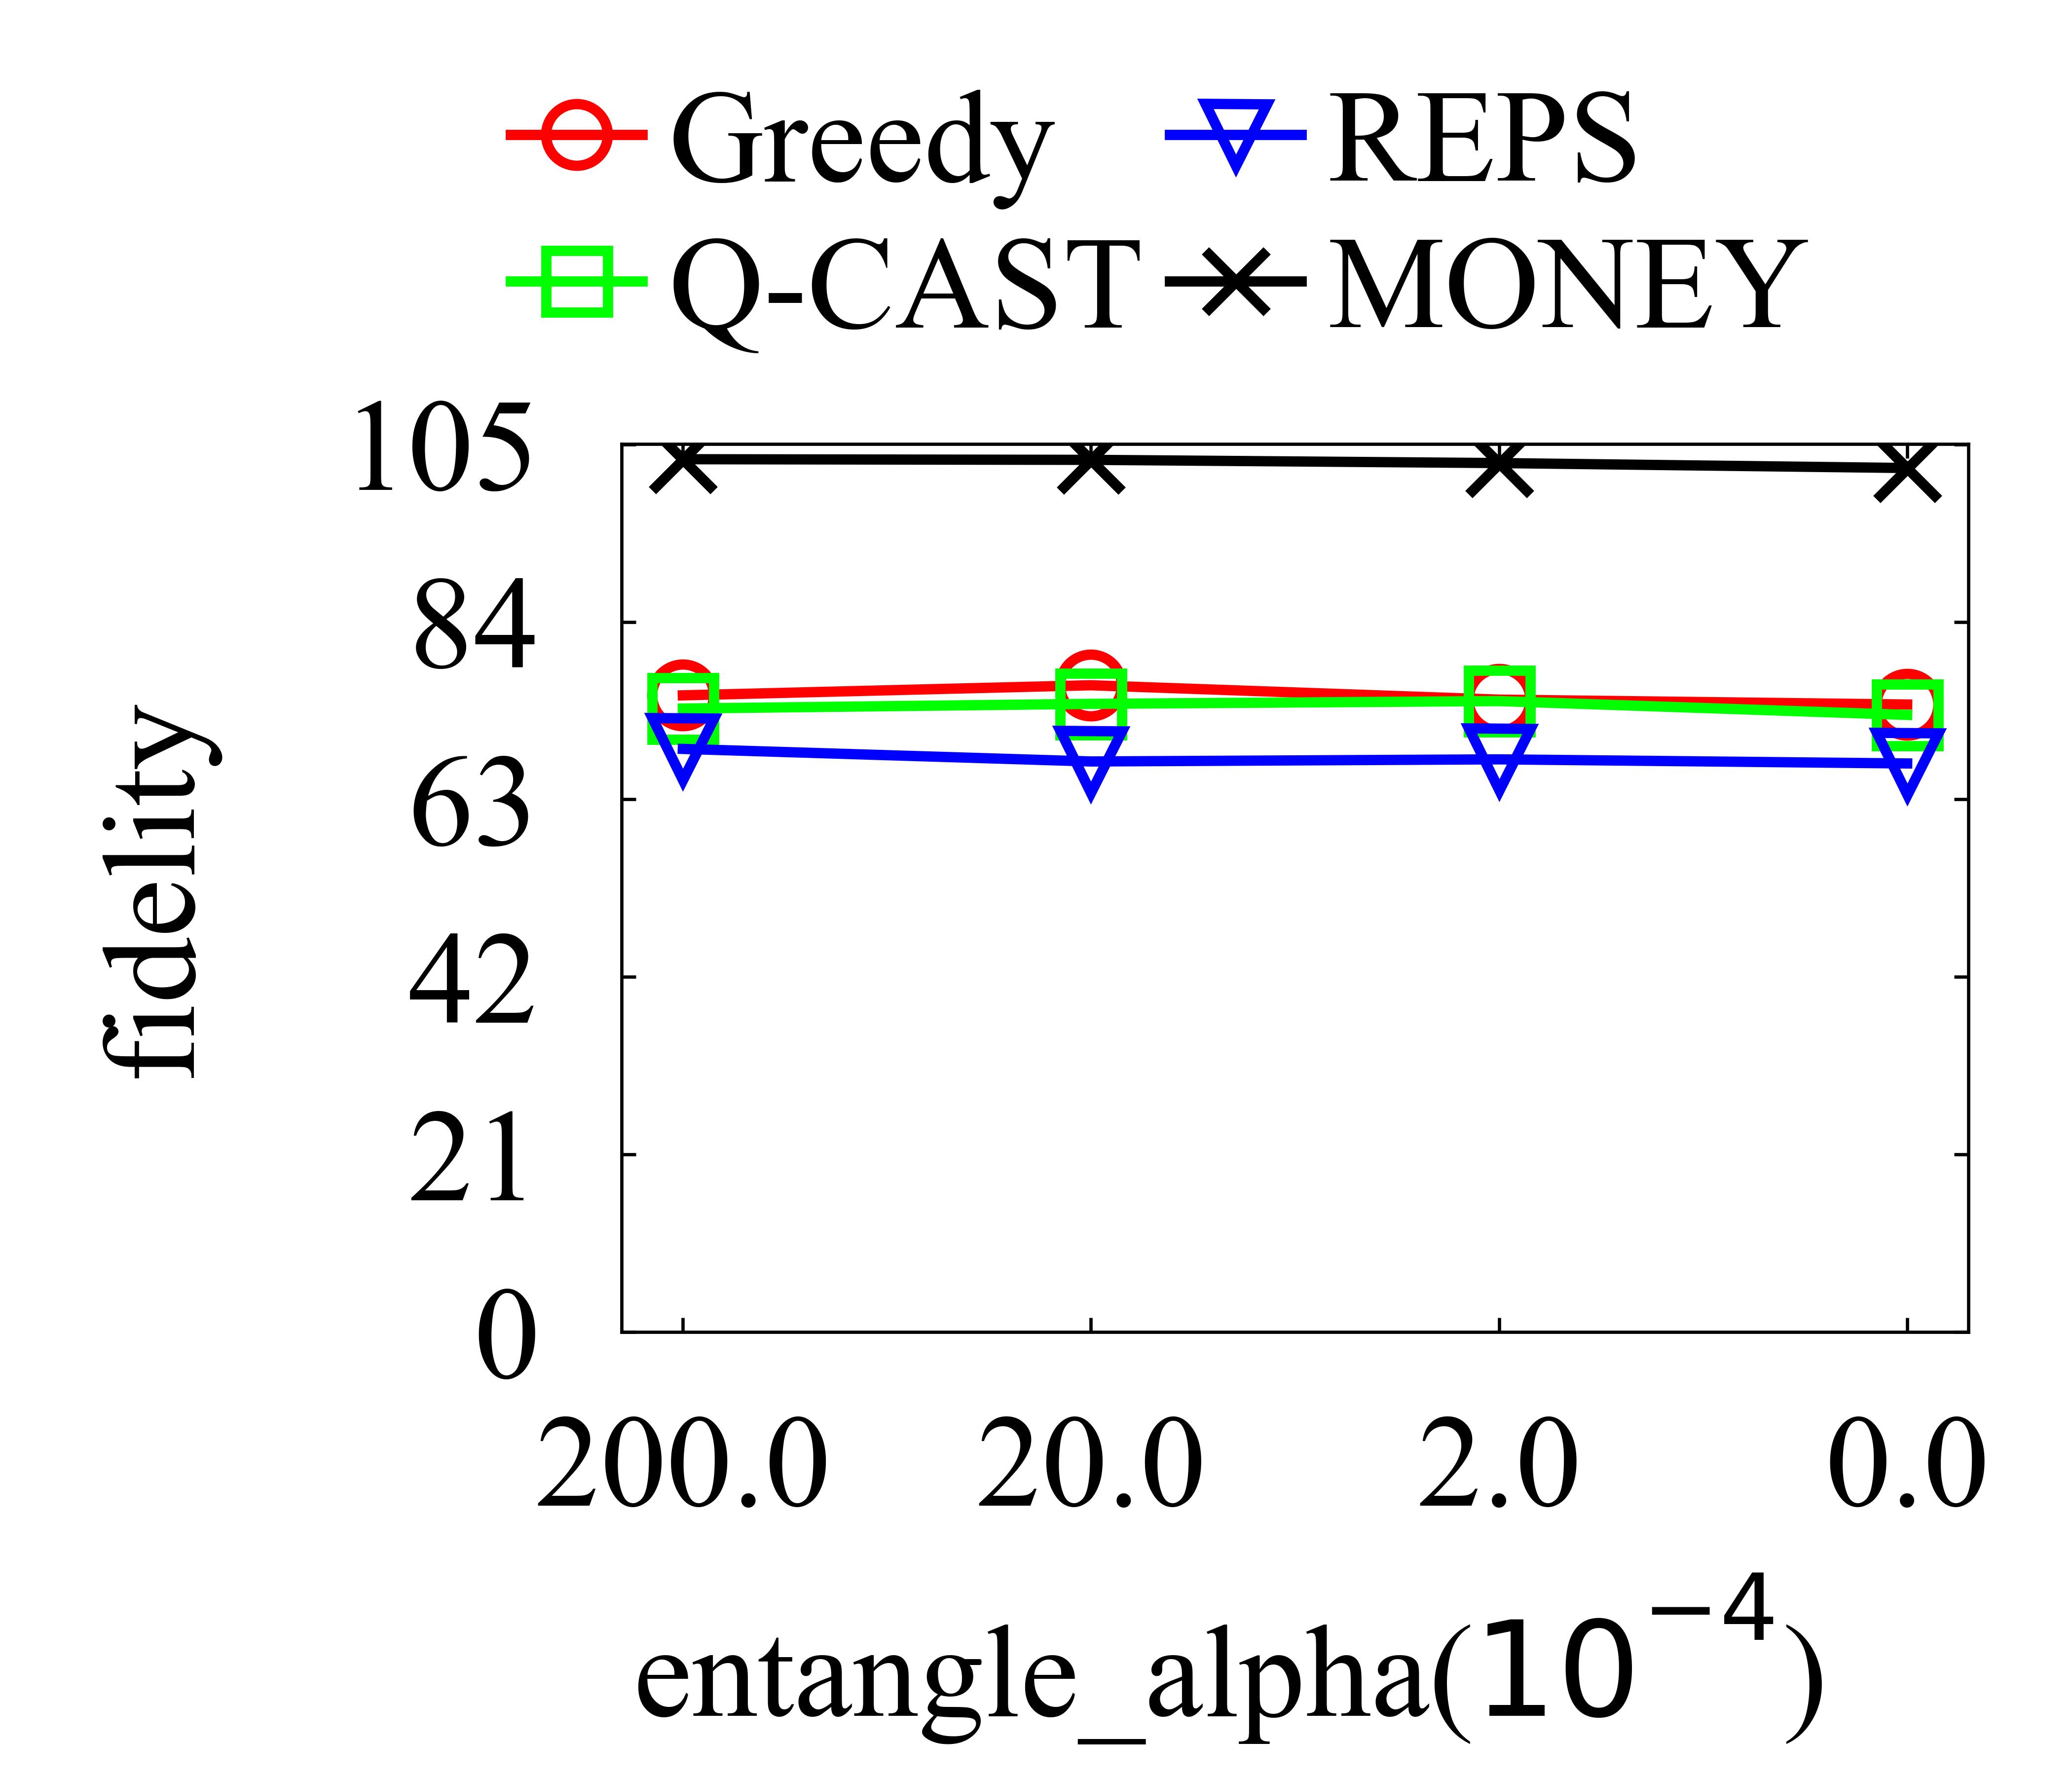 Greedy REPS
Q-CAST MONEY
105
84
63
42
21
0
fidelity
200.0 20.0 2.0 0.0
entangle_alpha(10⁻⁴)